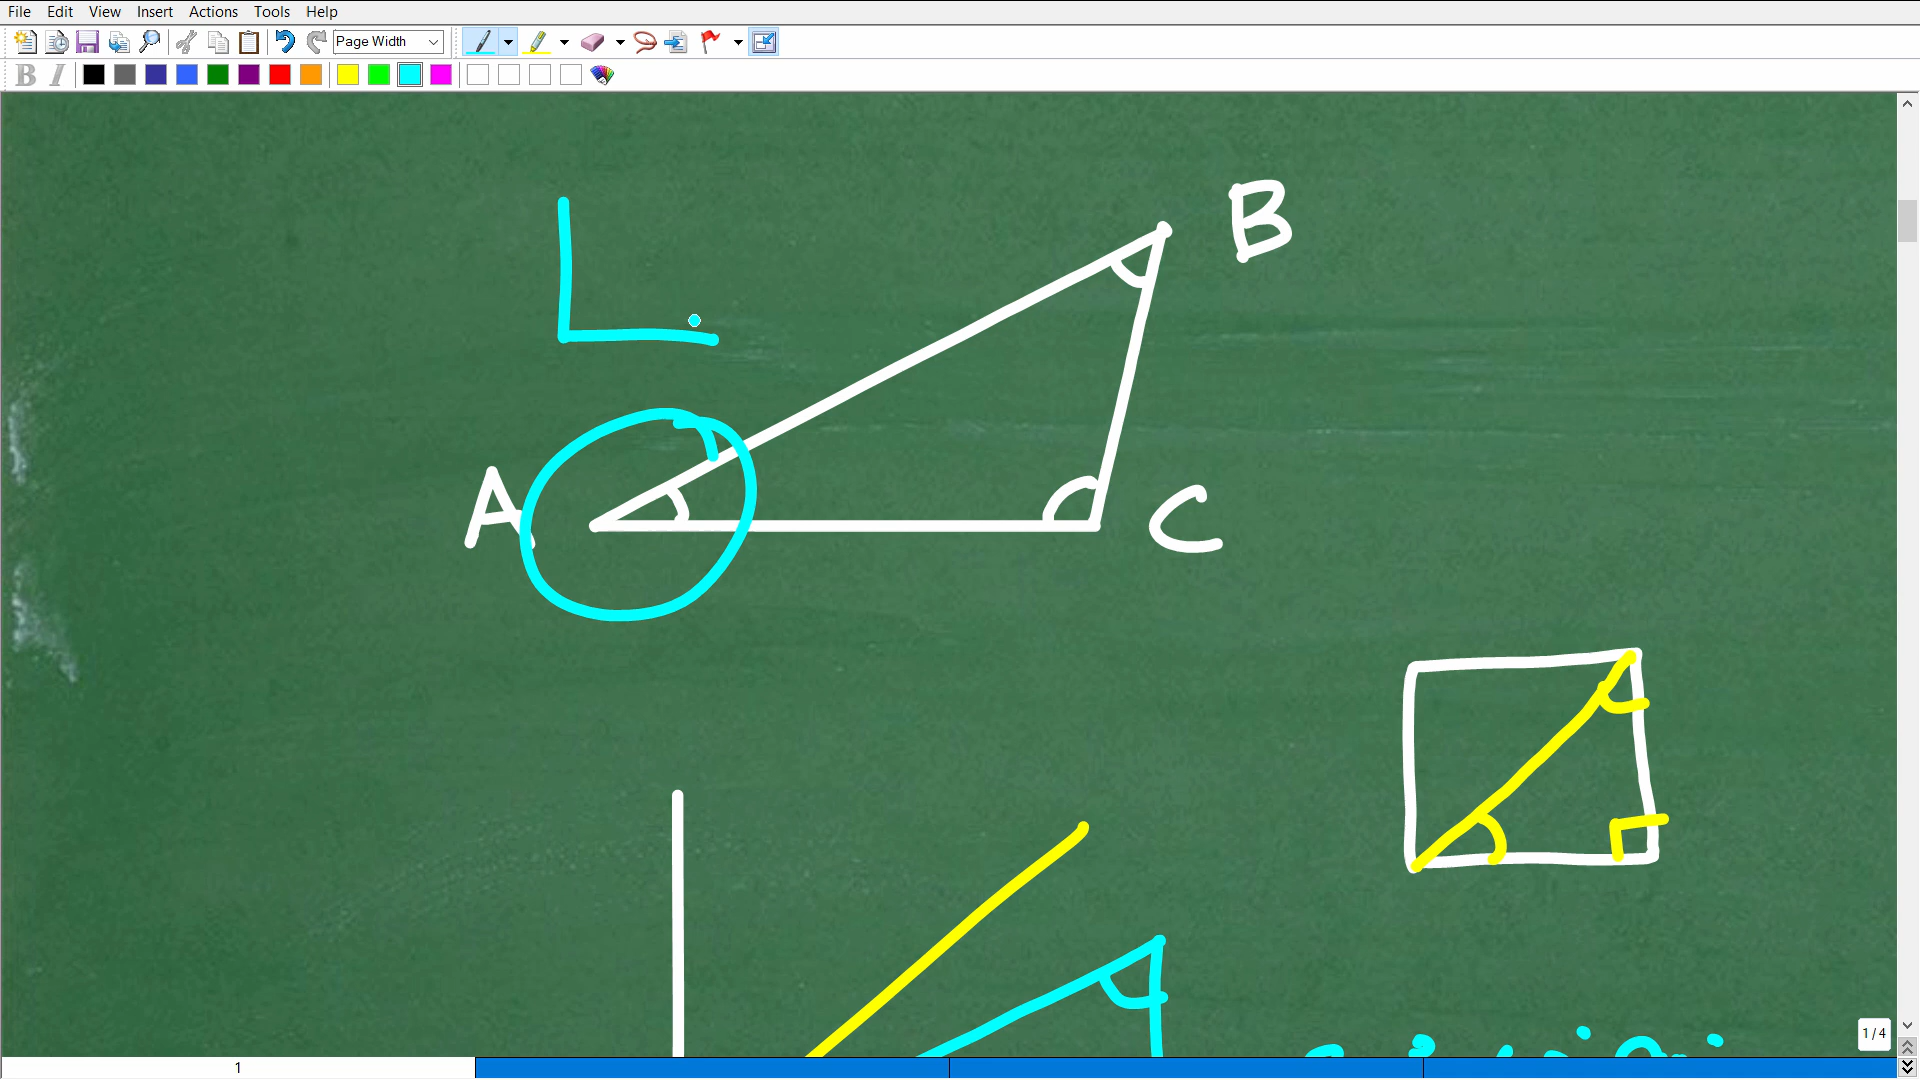 File Edit View Insert Actions Tools Help
Page Width
B I
B
A
C
1 / 4
1